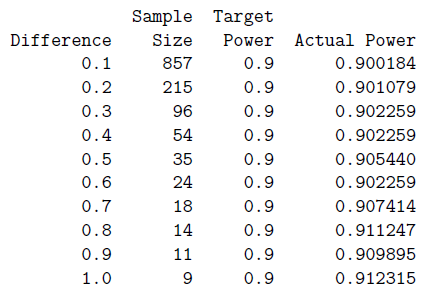 Sample Target
Difference Size Power Actual Power
0.1 857 0.9 0.900184
0.2 215 0.9 0.901079
0.3 96 0.9 0.902259
0.4 54 0.9 0.902259
0.5 35 0.9 0.905440
0.6 24 0.9 0.902259
0.7 18 0.9 0.907414
0.8 14 0.9 0.911247
0.9 11 0.9 0.909895
1.0 9 0.9 0.912315